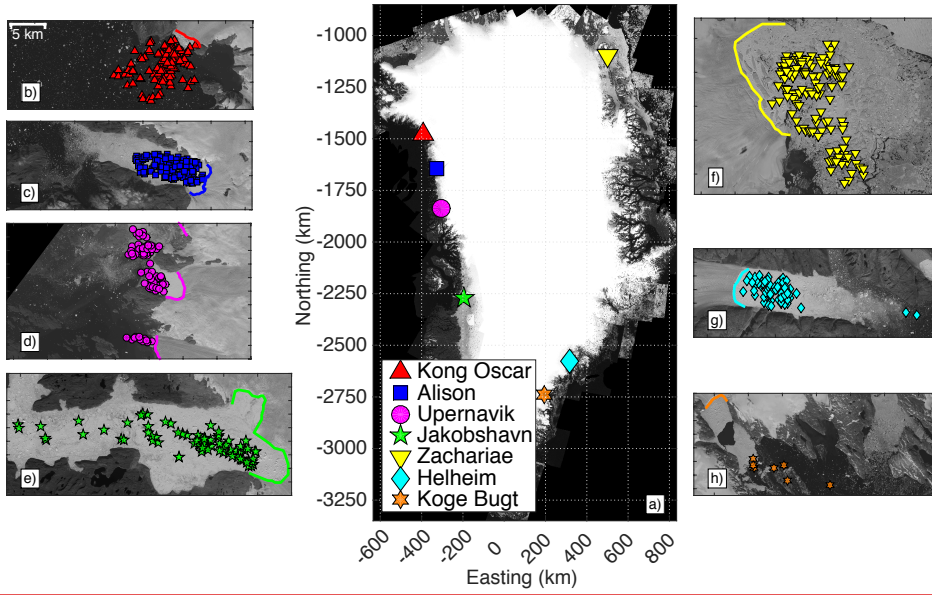 5 km
b)
c)
d)
e)
-1000
-1250
-1500
-1750
-2000
-2250
-2500
-2750
-3000
-3250
Northing (km)
Kong Oscar
Alison
Upernavik
Jakobshavn
Zachariae
Helheim
Koge Bugt
a)
-600
-400
-200
0
200
400
600
800
Easting (km)
f)
g)
h)